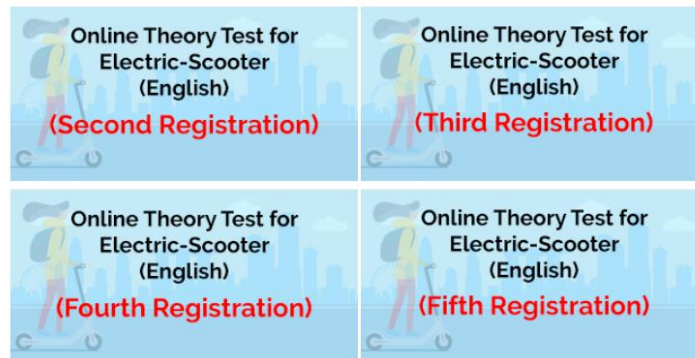 Online Theory Test for
Electric-Scooter
(English)
(Second Registration)
Online Theory Test for
Electric-Scooter
(English)
(Third Registration)
Online Theory Test for
Electric-Scooter
(English)
(Fourth Registration)
Online Theory Test for
Electric-Scooter
(English)
(Fifth Registration)